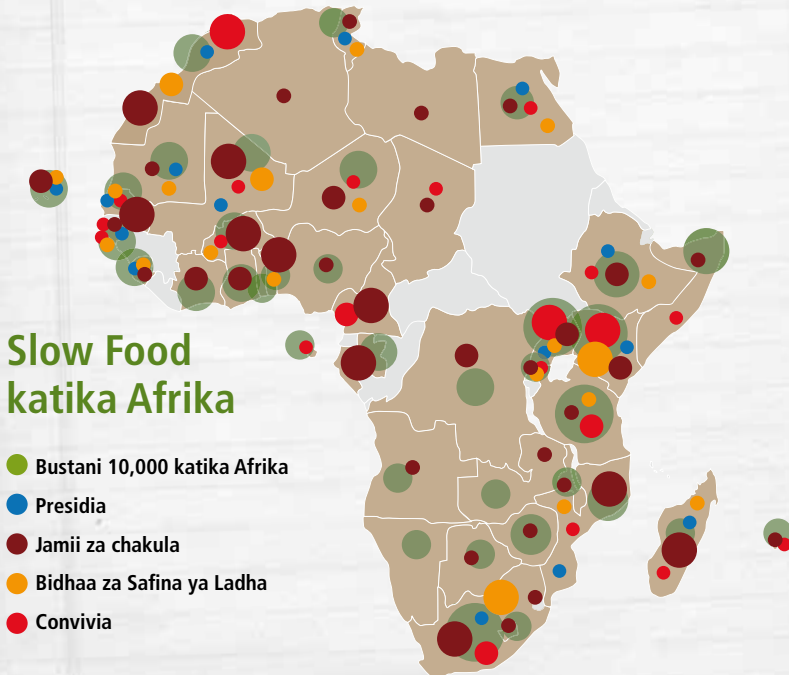 Slow Food
katika Afrika
Bustani 10,000 katika Afrika
Presidia
Jamii za chakula
Bidhaa za Safina ya Ladha
Convivia